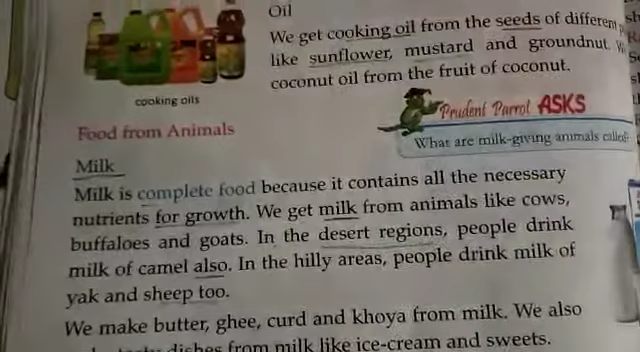 Oil
We get cooking oil from the seeds of different
like sunflower, mustard and groundnut. W
coconut oil from the fruit of coconut.
cooking oils
Prudent Parrot ASKS
What are milk-giving animals called?
Food from Animals
Milk
Milk is complete food because it contains all the necessary
nutrients for growth. We get milk from animals like cows,
buffaloes and goats. In the desert regions, people drink
milk of camel also. In the hilly areas, people drink milk of
yak and sheep too.
We make butter, ghee, curd and khoya from milk. We also
dishes from milk like ice-cream and sweets.